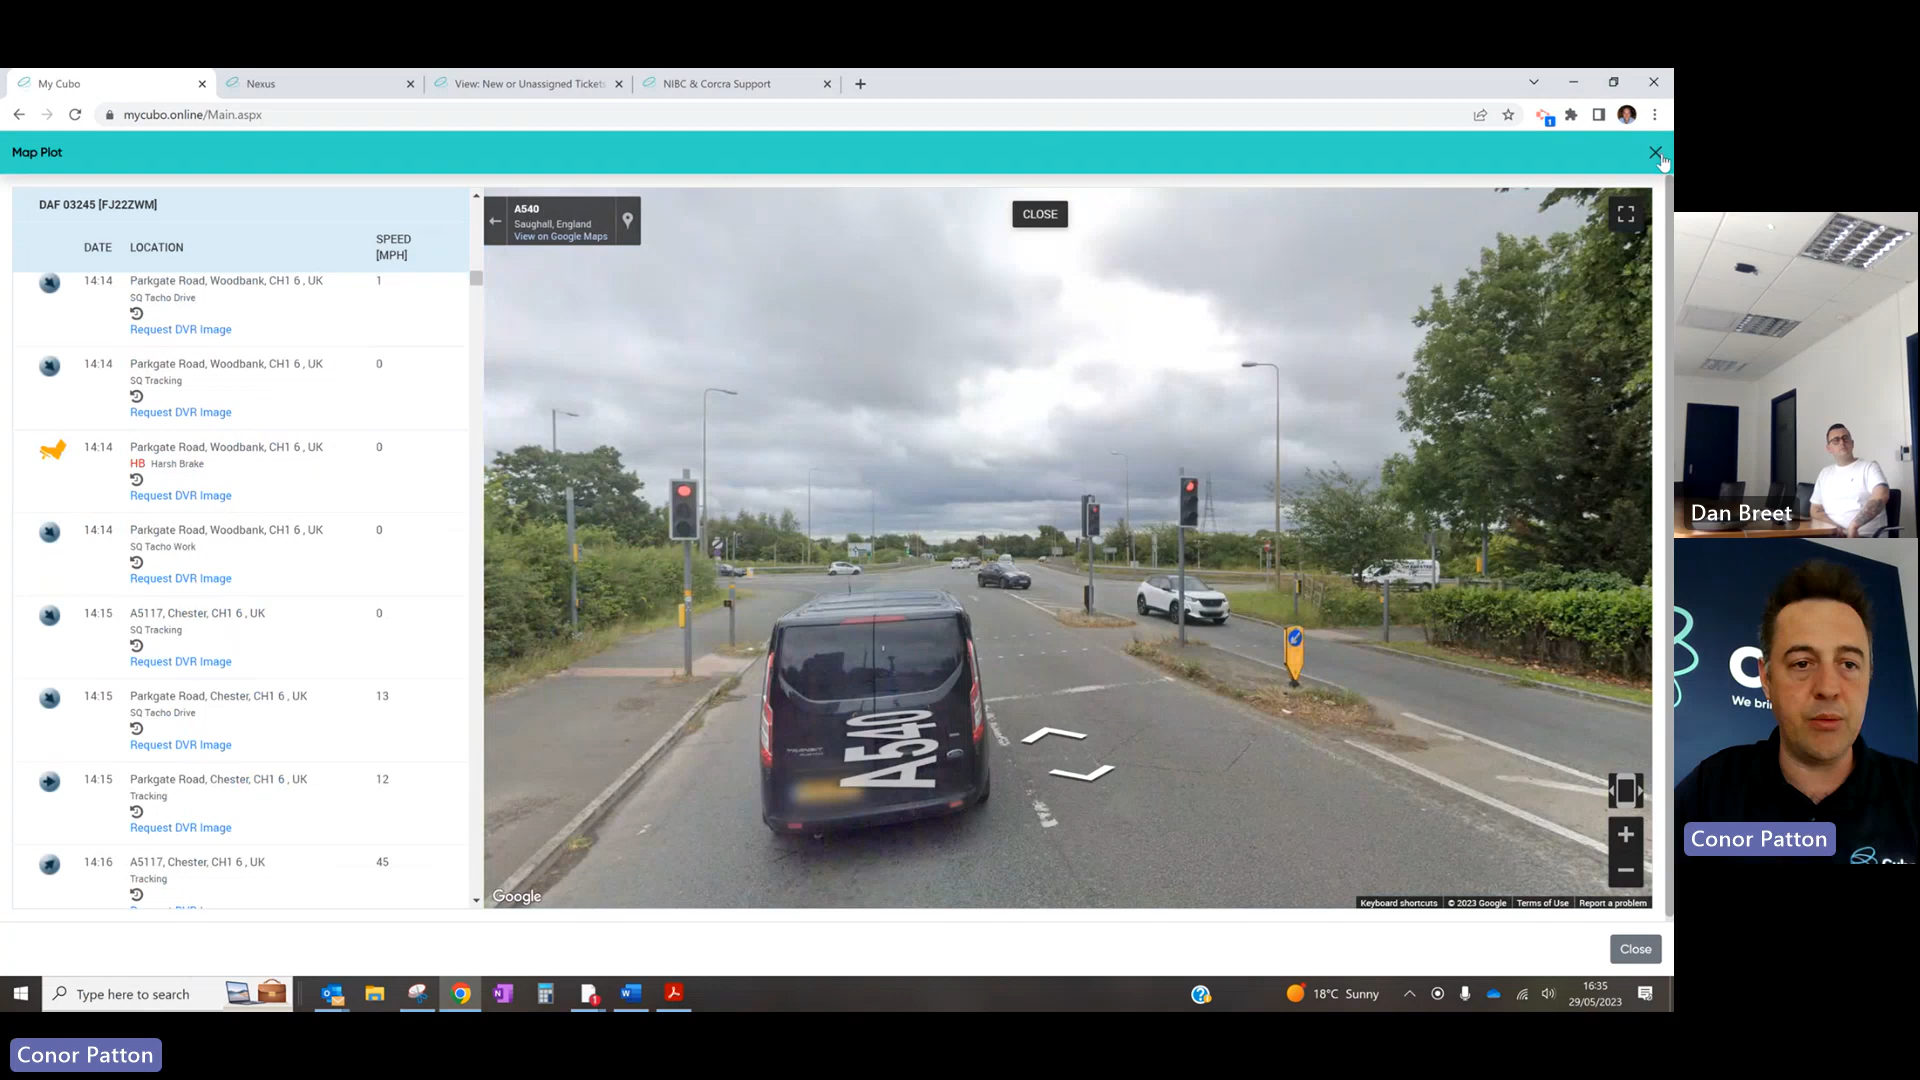 My Cubo
Nexus
View: New or Unassigned Tickets
NIBC & Corcra Support
mycubo.online/Main.aspx
1
Map Plot
DAF 03245 [FJ22ZWM]
DATE LOCATION SPEED [MPH]
14:14 Parkgate Road, Woodbank, CH1 6 , UK 1
SQ Tacho Drive
Request DVR Image
14:14 Parkgate Road, Woodbank, CH1 6 , UK 0
SQ Tracking
Request DVR Image
14:14 Parkgate Road, Woodbank, CH1 6 , UK 0
HB Harsh Brake
Request DVR Image
14:14 Parkgate Road, Woodbank, CH1 6 , UK 0
SQ Tacho Work
Request DVR Image
14:15 A5117, Chester, CH1 6 , UK 0
SQ Tracking
Request DVR Image
14:15 Parkgate Road, Chester, CH1 6 , UK 13
SQ Tacho Drive
Request DVR Image
14:15 Parkgate Road, Chester, CH1 6 , UK 12
Tracking
Request DVR Image
14:16 A5117, Chester, CH1 6 , UK 45
Tracking
A540
Saughall, England
View on Google Maps
CLOSE
TRANSIT
A540
Google
Keyboard shortcuts
© 2023 Google
Terms of Use
Report a problem
Close
Type here to search
1
18°C Sunny
16:35
29/05/2023
Dan Breet
We bri
Conor Patton
Conor Patton